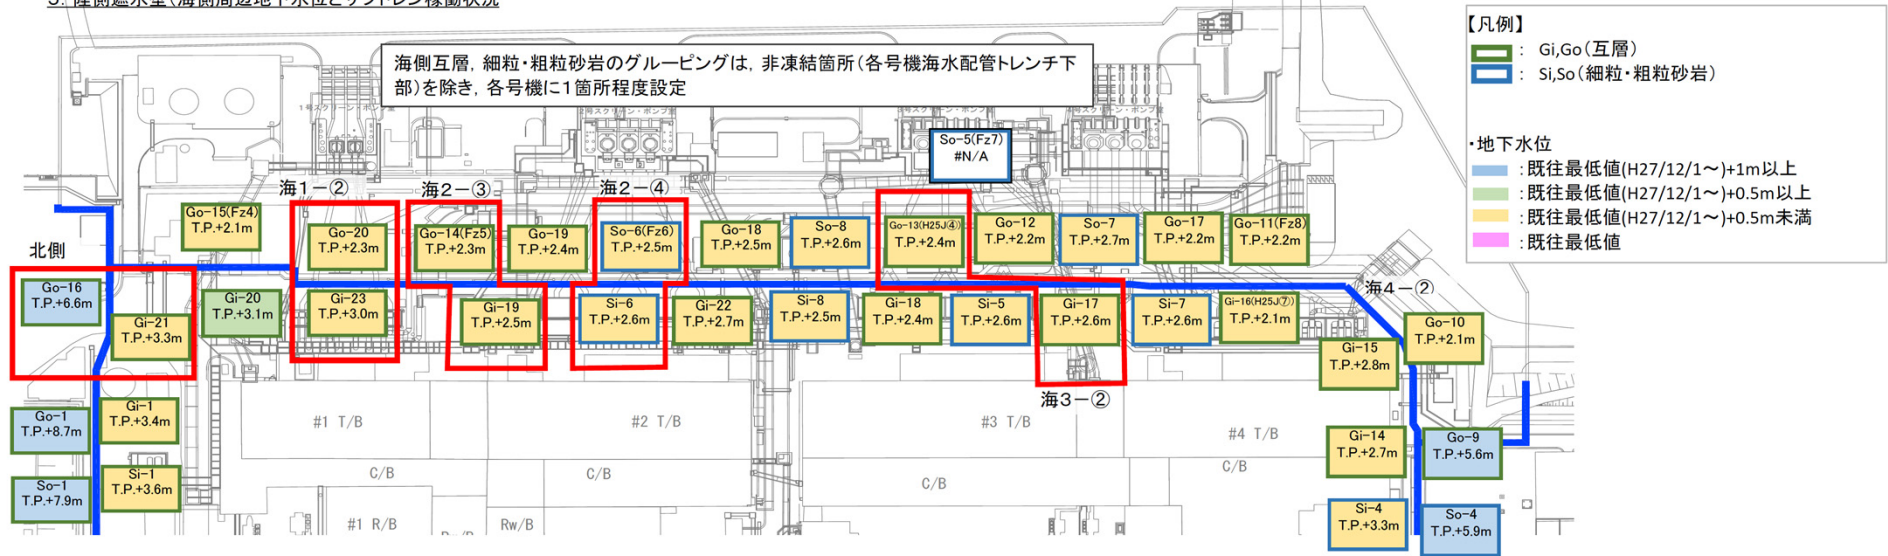 海側互層，細粒・粗粒砂岩のグルーピングは，非凍結箇所（各号機海水配管トレンチ下
部）を除き，各号機に１箇所程度設定
【凡例】
： Gi,Go（互層）
： Si,So（細粒・粗粒砂岩）
・地下水位
：既往最低値(H27/12/1～)+1m以上
：既往最低値(H27/12/1～)+0.5m以上
：既往最低値(H27/12/1～)+0.5m未満
：既往最低値
So-5(Fz7)
#N/A
海１－②
海２－③
海２－④
Go-15(Fz4)
T.P.+2.1m
Go-20
T.P.+2.3m
Go-14(Fz5)
T.P.+2.3m
Go-19
T.P.+2.4m
So-6(Fz6)
T.P.+2.5m
Go-18
T.P.+2.5m
So-8
T.P.+2.6m
Go-13(H25J④)
T.P.+2.4m
Go-12
T.P.+2.2m
So-7
T.P.+2.7m
Go-17
T.P.+2.2m
Go-11(Fz8)
T.P.+2.2m
北側
海４－②
Go-16
T.P.+6.6m
Gi-21
T.P.+3.3m
Gi-20
T.P.+3.1m
Gi-23
T.P.+3.0m
Gi-19
T.P.+2.5m
Si-6
T.P.+2.6m
Gi-22
T.P.+2.7m
Si-8
T.P.+2.5m
Gi-18
T.P.+2.4m
Si-5
T.P.+2.6m
Gi-17
T.P.+2.6m
Si-7
T.P.+2.6m
Gi-16(H25J⑦)
T.P.+2.1m
Go-10
T.P.+2.1m
Gi-15
T.P.+2.8m
海３－②
Go-1
T.P.+8.7m
Gi-1
T.P.+3.4m
#1 T/B
#2 T/B
#3 T/B
#4 T/B
Gi-14
T.P.+2.7m
Go-9
T.P.+5.6m
So-1
T.P.+7.9m
Si-1
T.P.+3.6m
C/B
C/B
C/B
C/B
#1 R/B
Rw/B
Si-4
T.P.+3.3m
So-4
T.P.+5.9m